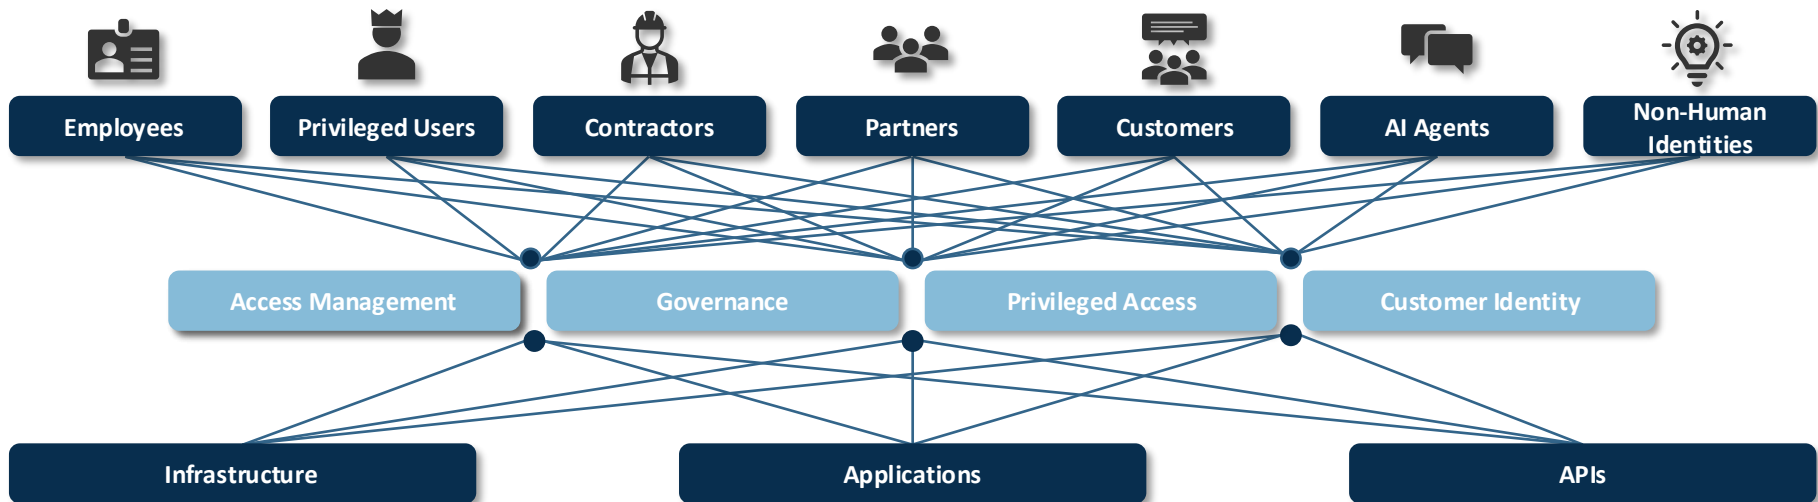 Employees
Privileged Users
Contractors
Partners
Customers
AI Agents
Non-Human
Identities
Access Management
Governance
Privileged Access
Customer Identity
Infrastructure
Applications
APIs